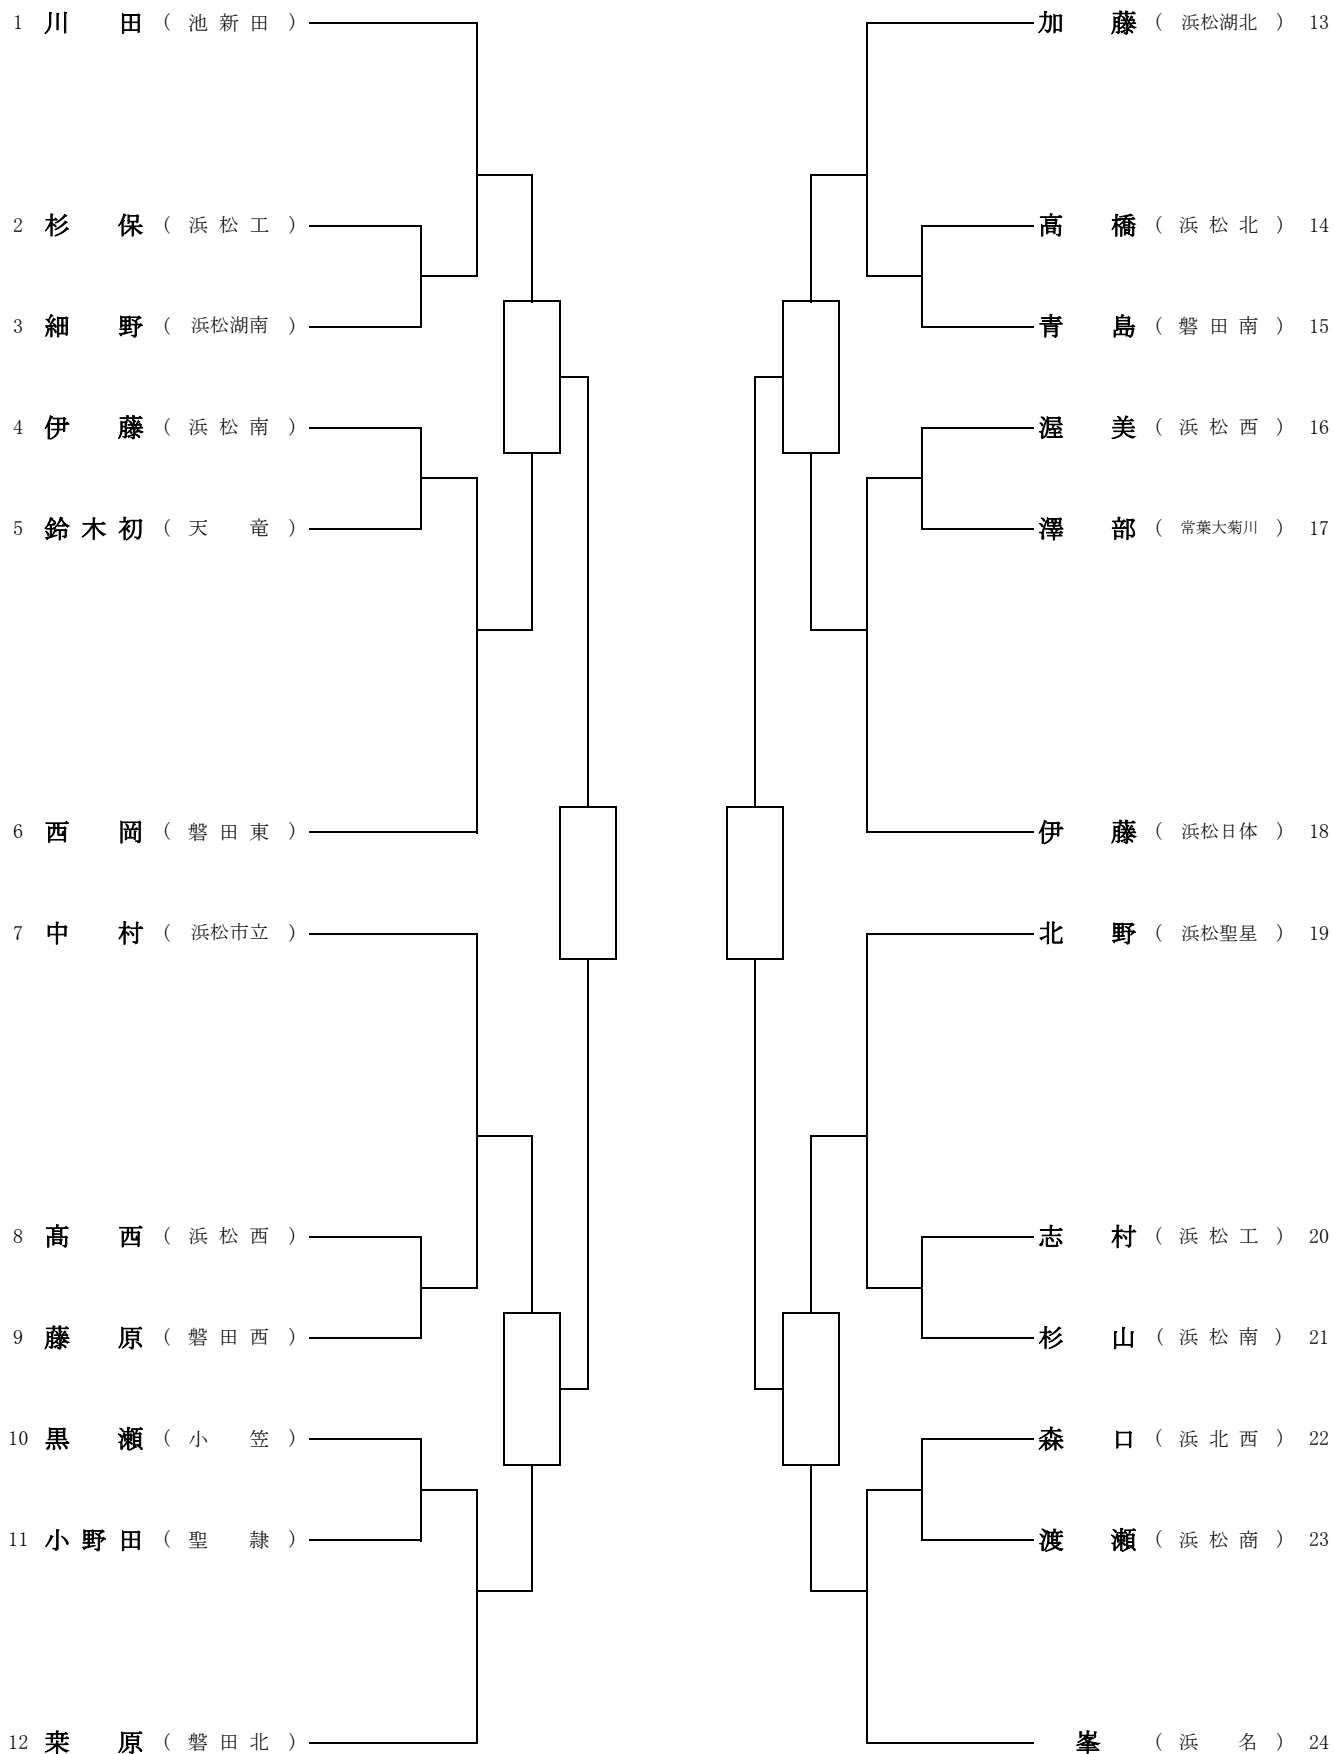 1 川田 (池新田)
2 杉保 (浜松工)
3 細野 (浜松湖南)
4 伊藤 (浜松南)
5 鈴木初 (天竜)
6 西岡 (磐田東)
7 中村 (浜松市立)
8 髙西 (浜松西)
9 藤原 (磐田西)
10 黒瀬 (小笠)
11 小野田 (聖隷)
12 栞原 (磐田北)
加藤 (浜松湖北) 13
高橋 (浜松北) 14
青島 (磐田南) 15
渥美 (浜松西) 16
澤部 (常葉大菊川) 17
伊藤 (浜松日体) 18
北野 (浜松聖星) 19
志村 (浜松工) 20
杉山 (浜松南) 21
森口 (浜北西) 22
渡瀬 (浜松商) 23
峯 (浜名) 24